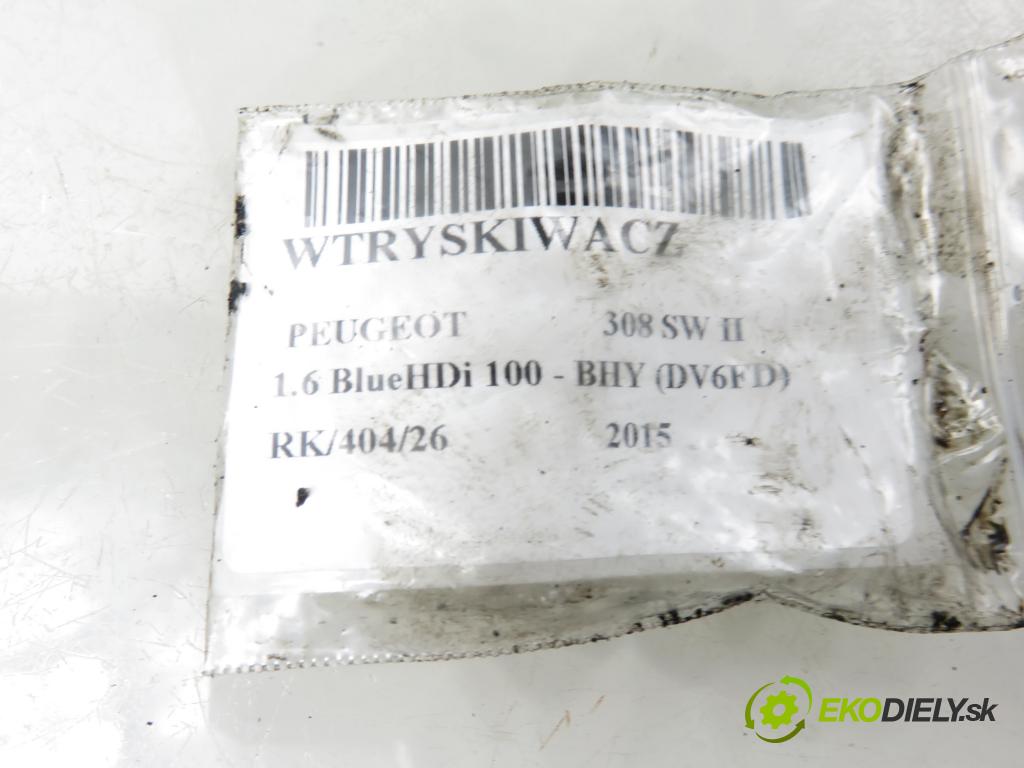 WTRYSKIWACZ
PEUGEOT 308 SW II
1.6 BlueHDi 100 - BHY (DV6FD)
RK/404/26 2015
EKODIELY.sk